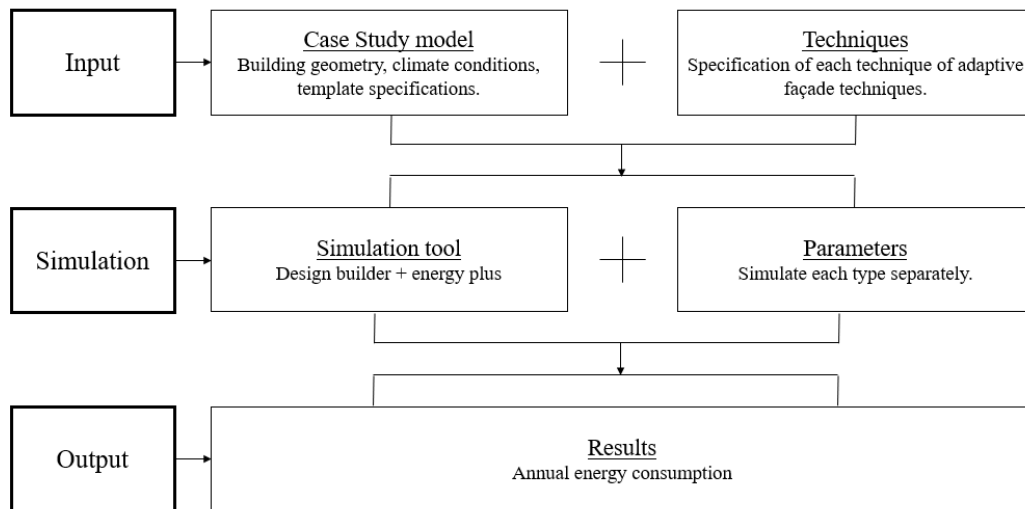 Input
Case Study model
Building geometry, climate conditions,
template specifications.
Techniques
Specification of each technique of adaptive
façade techniques.
Simulation
Simulation tool
Design builder + energy plus
Parameters
Simulate each type separately.
Output
Results
Annual energy consumption